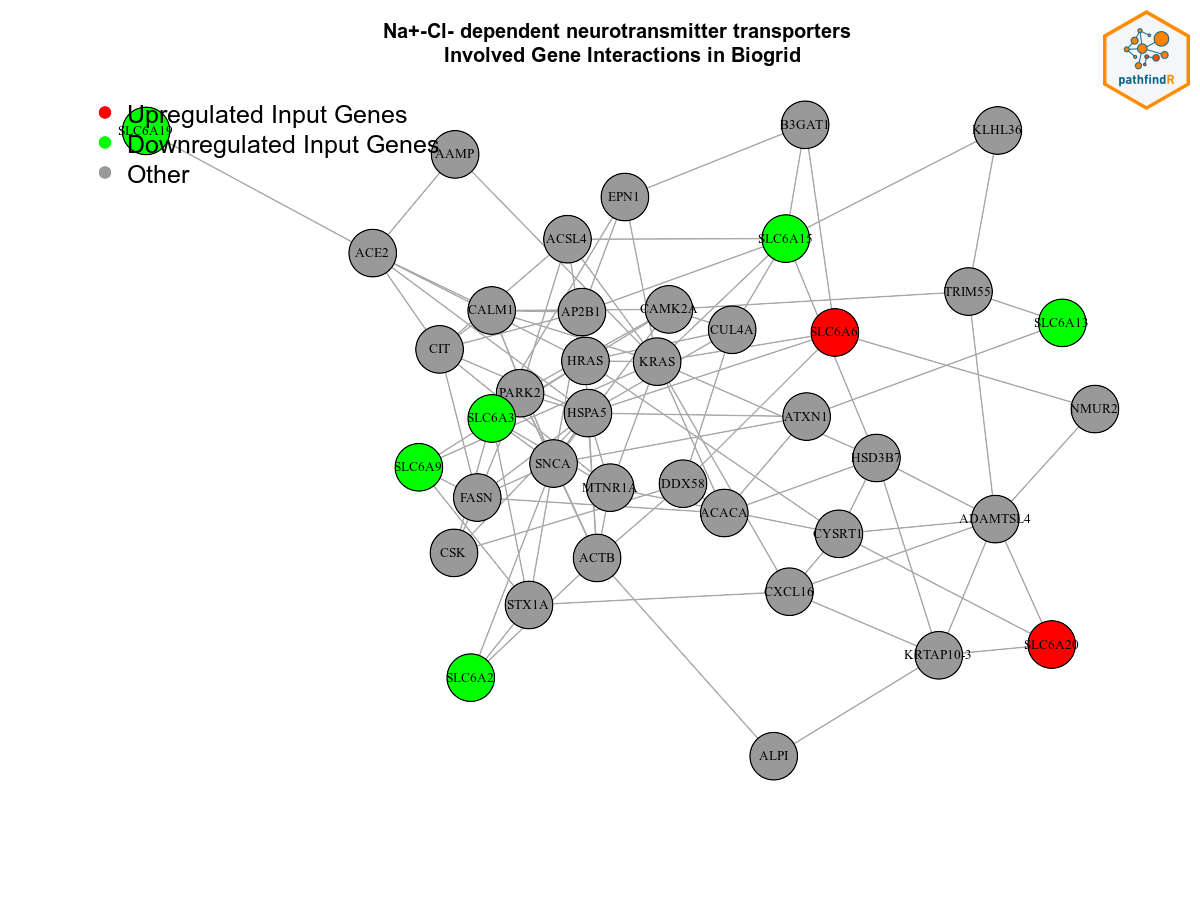 Na+-Cl- dependent neurotransmitter transporters
Involved Gene Interactions in Biogrid
pathfindR
Upregulated Input Genes
Downregulated Input Genes
Other
SLC6A19
AAMP
B3GAT1
KLHL36
EPN1
ACSL4
SLC6A15
ACE2
TRIM55
CALM1
AP2B1
CAMK2A
SLC6A13
CUL4A
SLC6A6
CIT
HRAS
KRAS
PARK2
NMUR2
SLC6A3
HSPA5
ATXN1
SLC6A9
SNCA
HSD3B7
FASN
MTNR1A
DDX58
ACACA
ADAMTSL4
CYSRT1
CSK
ACTB
CXCL16
STX1A
SLC6A20
KRTAP10-3
SLC6A2
ALPI